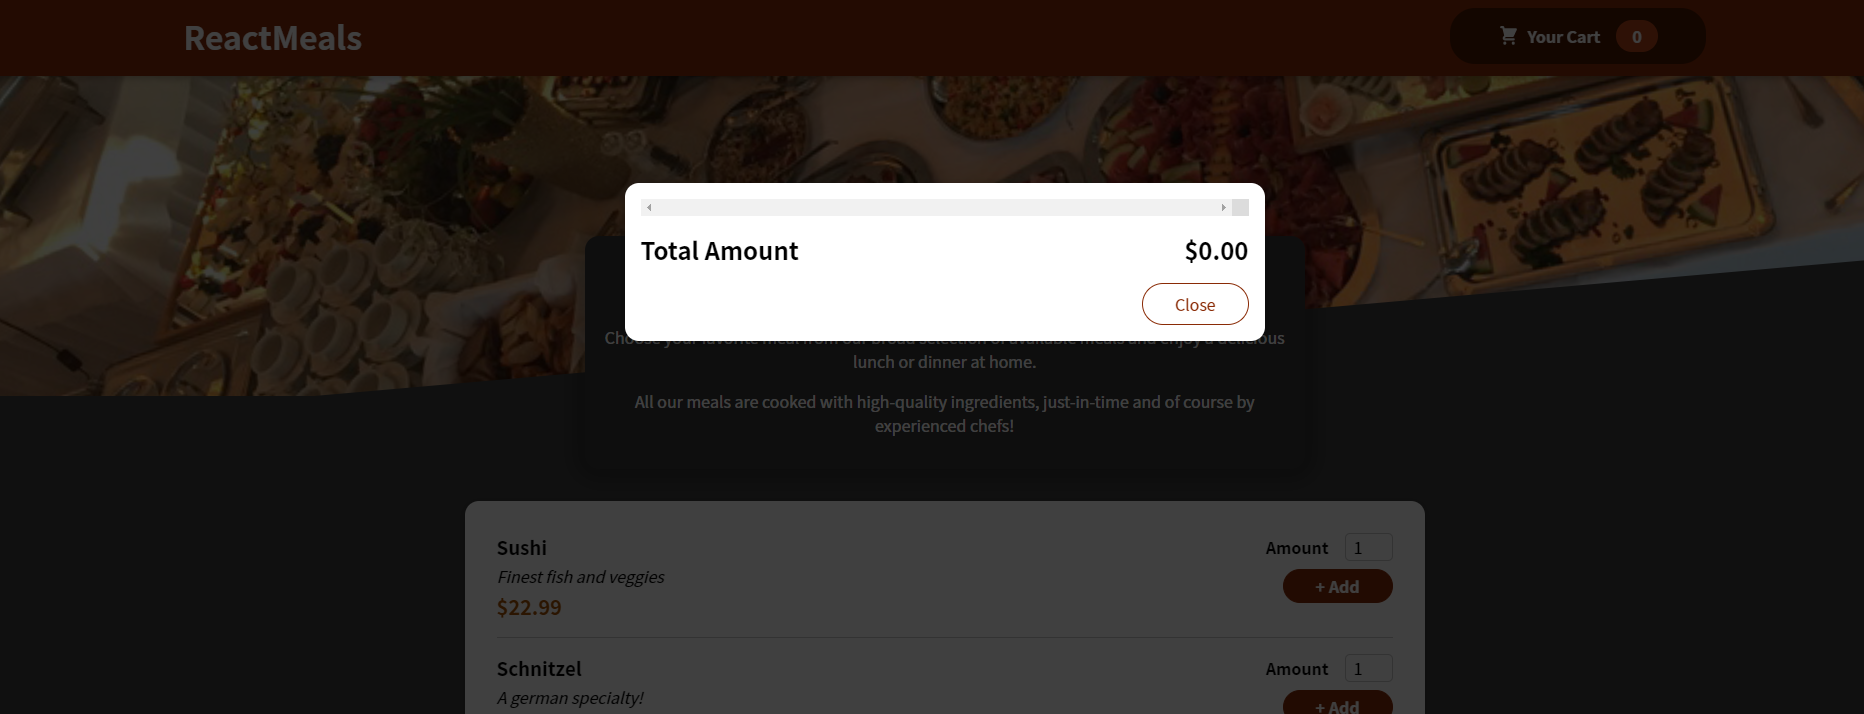 ReactMeals
Your Cart 0
Total Amount $0.00
Close
lunch or dinner at home.
All our meals are cooked with high-quality ingredients, just-in-time and of course by
experienced chefs!
Sushi
Amount 1
Finest fish and veggies
+ Add
$22.99
Schnitzel
Amount 1
A german specialty!
+ Add